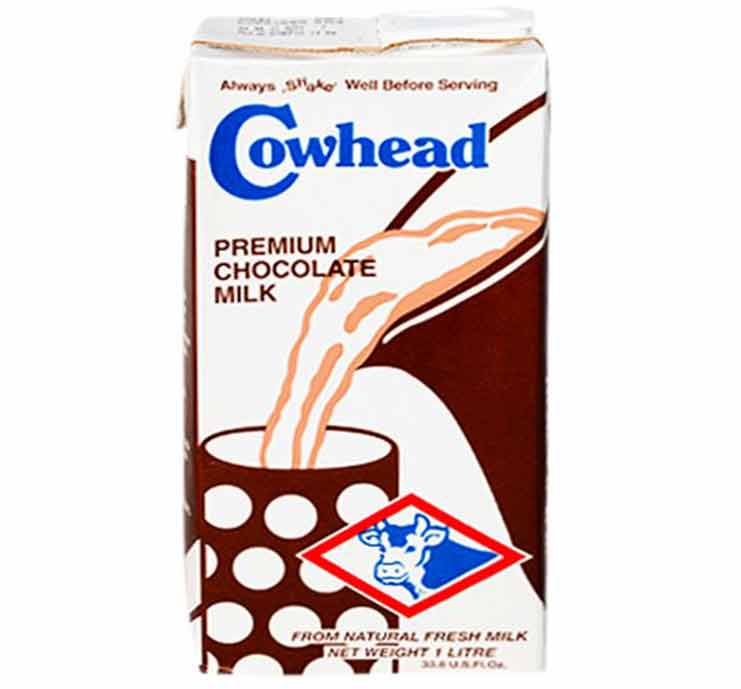 Always Shake Well Before Serving
Cowhead
PREMIUM
CHOCOLATE
MILK
FROM NATURAL FRESH MILK
NET WEIGHT 1 LITRE
33.8 U.S.Fl.Oz.